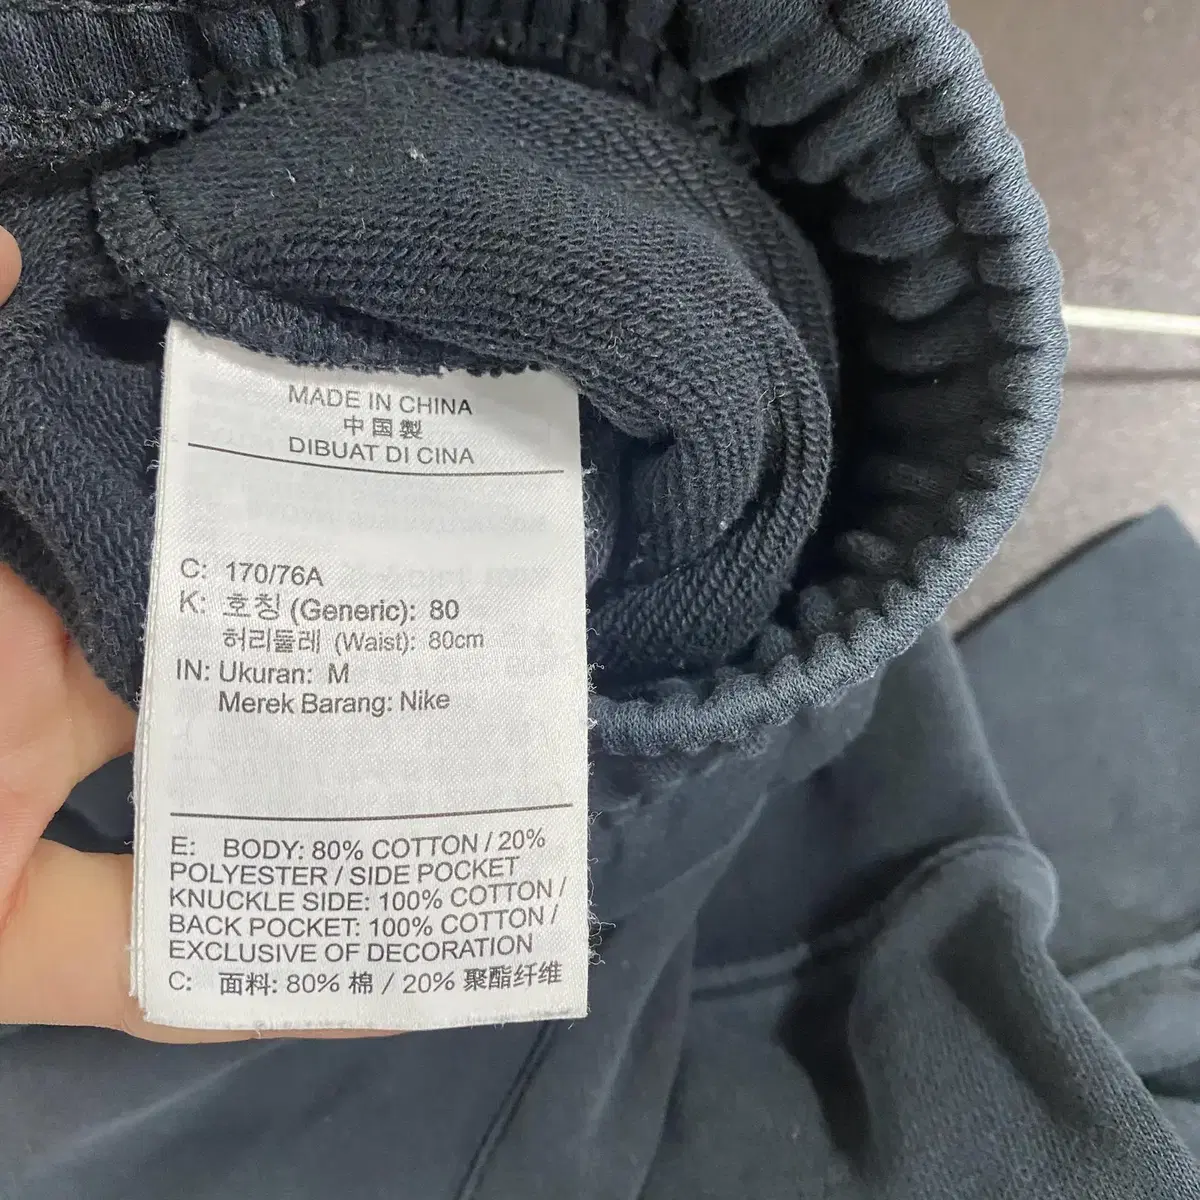 MADE IN CHINA
中国製
DIBUAT DI CINA
C: 170/76A
K: 호칭 (Generic): 80
허리둘레 (Waist): 80cm
IN: Ukuran: M
Merek Barang: Nike
E: BODY: 80% COTTON / 20%
POLYESTER / SIDE POCKET
KNUCKLE SIDE: 100% COTTON /
BACK POCKET: 100% COTTON /
EXCLUSIVE OF DECORATION
C: 面料: 80% 棉 / 20% 聚酯纤维